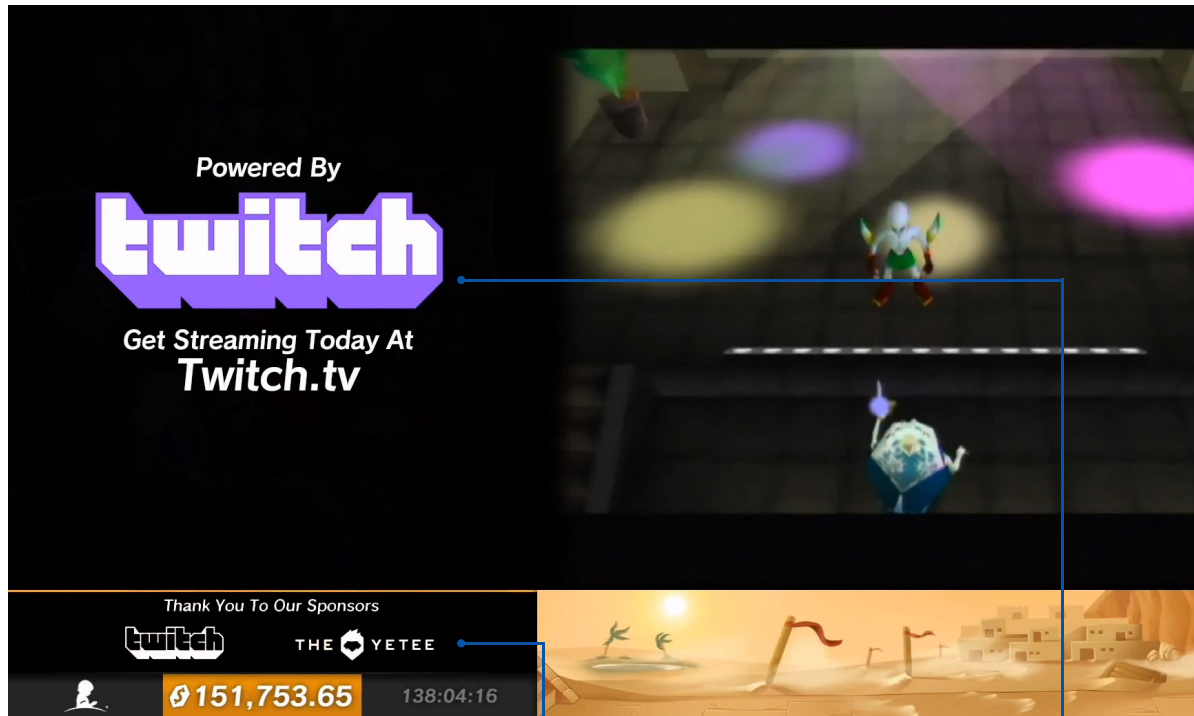 Powered By
twitch
Get Streaming Today At
Twitch.tv
Thank You To Our Sponsors
twitch THE YETEE
151,753.65 138:04:16